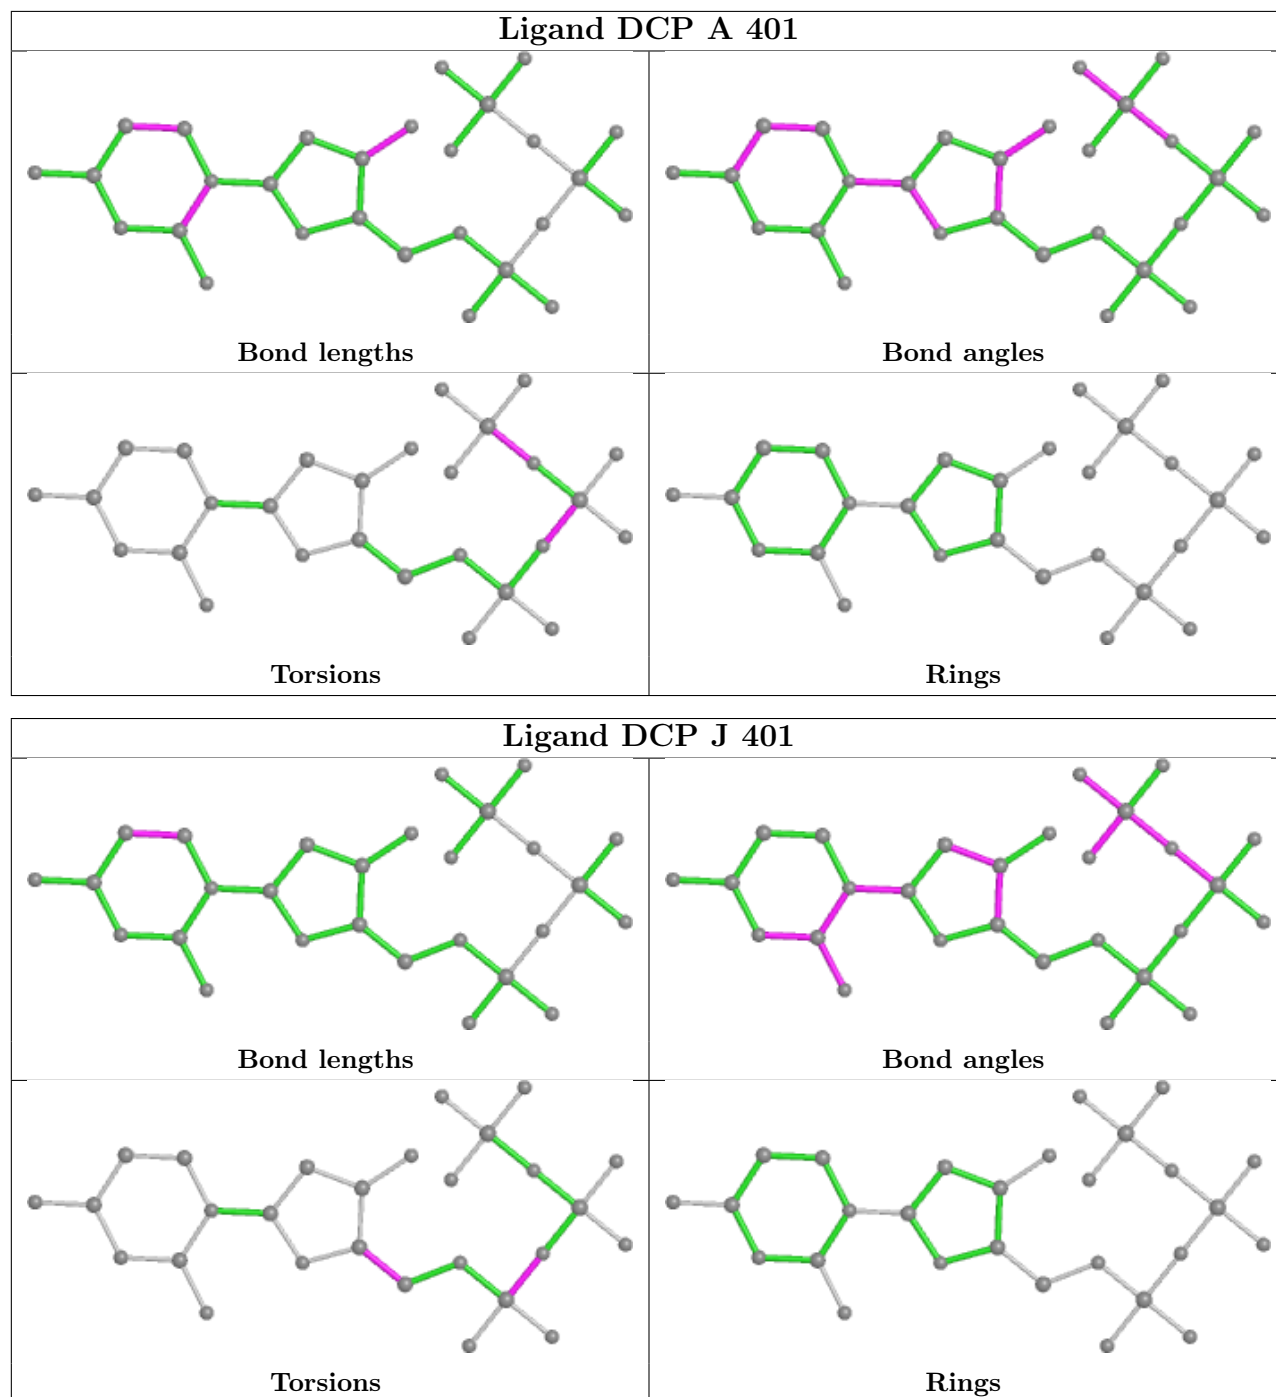 Ligand DCP A 401
Bond lengths
Bond angles
Torsions
Rings
Ligand DCP J 401
Bond lengths
Bond angles
Torsions
Rings